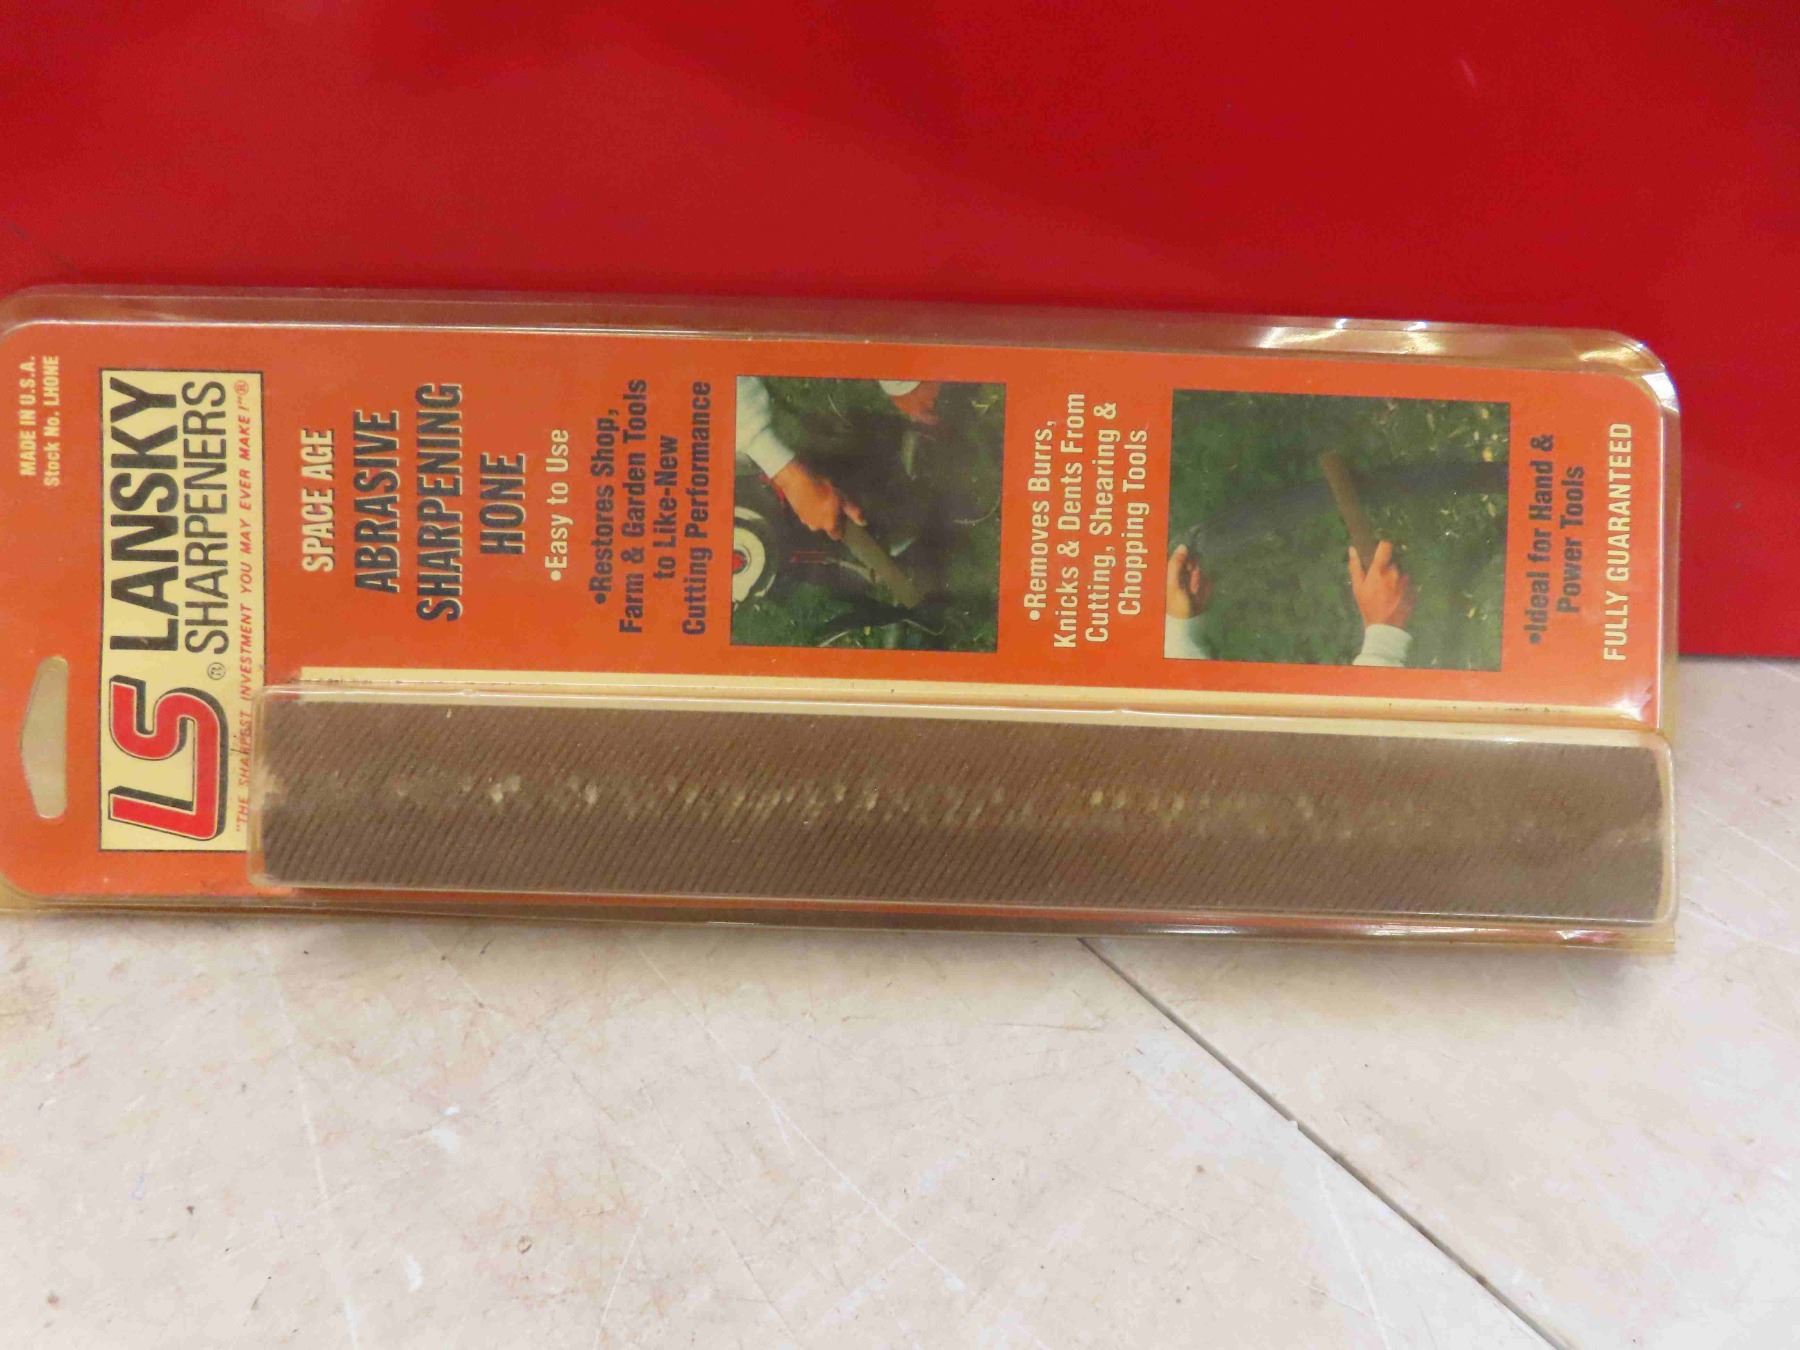 MADE IN U.S.A.
Stock No. LHONE
LS LANSKY
® SHARPENERS
"THE SHARPEST INVESTMENT YOU MAY EVER MAKE!"®
SPACE AGE
ABRASIVE
SHARPENING
HONE
•Easy to Use
•Restores Shop,
Farm & Garden Tools
to Like-New
Cutting Performance
•Removes Burrs,
Knicks & Dents From
Cutting, Shearing &
Chopping Tools
•Ideal for Hand &
Power Tools
FULLY GUARANTEED